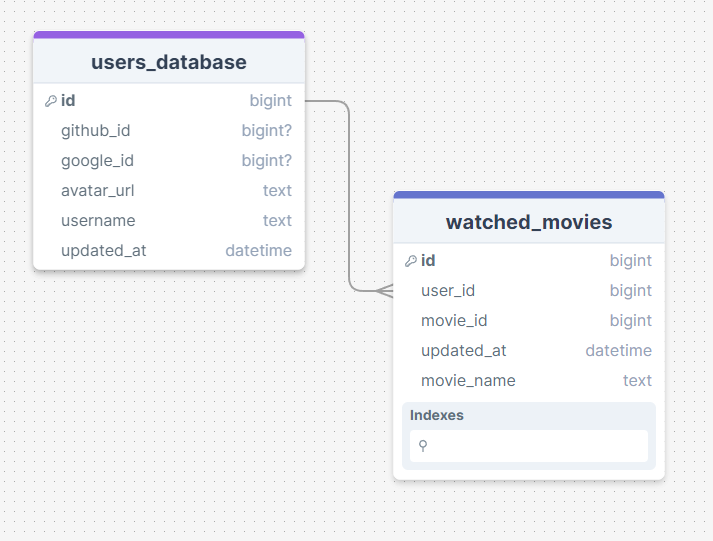 users_database
id bigint
github_id bigint?
google_id bigint?
avatar_url text
username text
updated_at datetime
watched_movies
id bigint
user_id bigint
movie_id bigint
updated_at datetime
movie_name text
Indexes